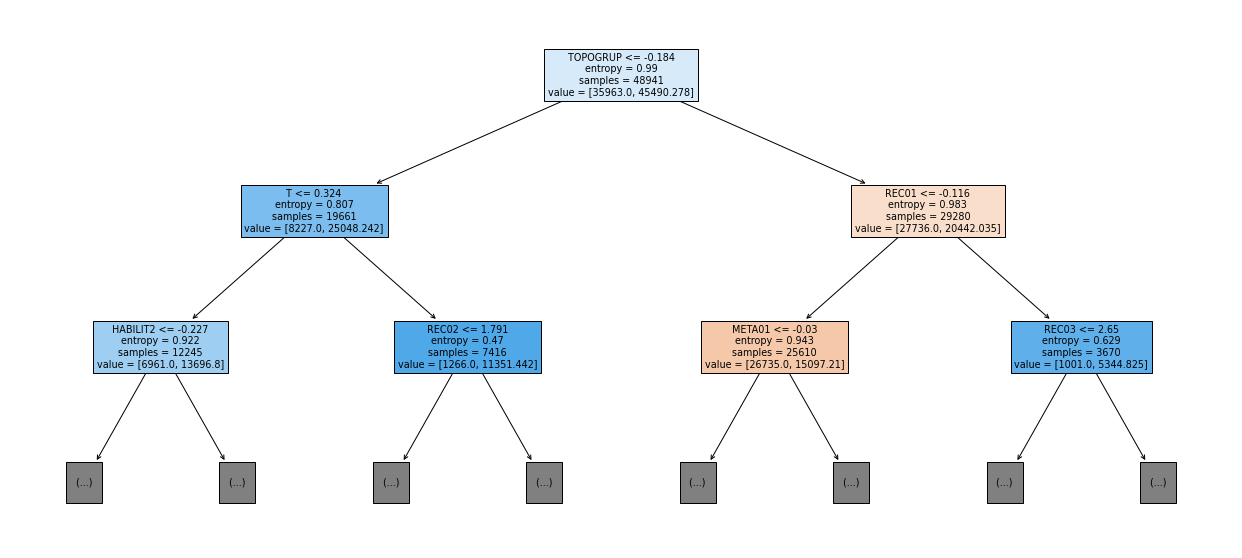 TOPOGRUP <= -0.184
entropy = 0.99
samples = 48941
value = [35963.0, 45490.278]
T <= 0.324
entropy = 0.807
samples = 19661
value = [8227.0, 25048.242]
REC01 <= -0.116
entropy = 0.983
samples = 29280
value = [27736.0, 20442.035]
HABILIT2 <= -0.227
entropy = 0.922
samples = 12245
value = [6961.0, 13696.8]
REC02 <= 1.791
entropy = 0.47
samples = 7416
value = [1266.0, 11351.442]
META01 <= -0.03
entropy = 0.943
samples = 25610
value = [26735.0, 15097.21]
REC03 <= 2.65
entropy = 0.629
samples = 3670
value = [1001.0, 5344.825]
(...)
(...)
(...)
(...)
(...)
(...)
(...)
(...)